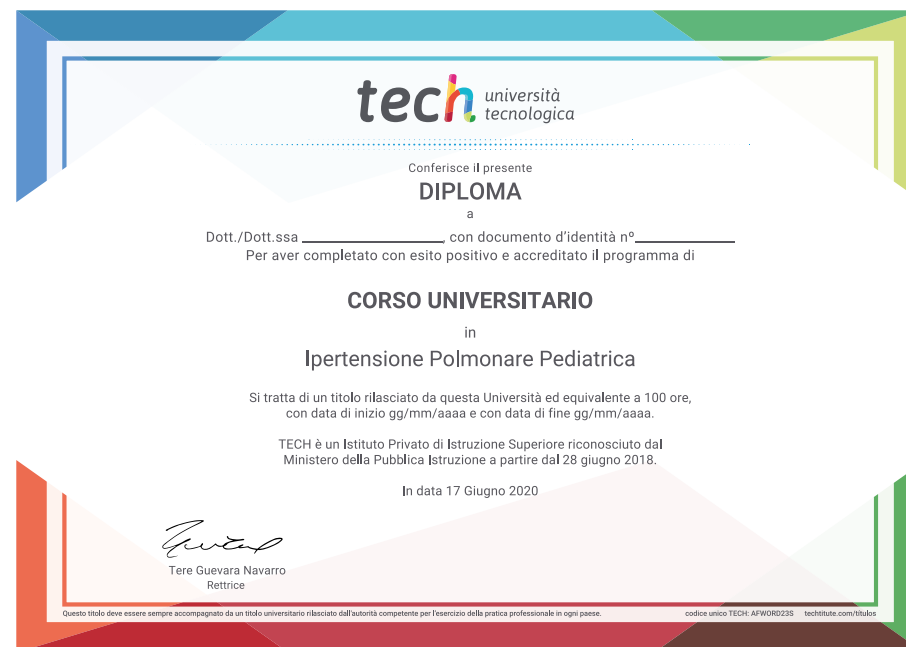 tech università
tecnologica
Conferisce il presente
DIPLOMA
a
Dott./Dott.ssa ____________________, con documento d'identità nº______________
Per aver completato con esito positivo e accreditato il programma di
CORSO UNIVERSITARIO
in
Ipertensione Polmonare Pediatrica
Si tratta di un titolo rilasciato da questa Università ed equivalente a 100 ore,
con data di inizio gg/mm/aaaa e con data di fine gg/mm/aaaa.
TECH è un Istituto Privato di Istruzione Superiore riconosciuto dal
Ministero della Pubblica Istruzione a partire dal 28 giugno 2018.
In data 17 Giugno 2020
Tere Guevara Navarro
Rettrice
Questo titolo deve essere sempre accompagnato da un titolo universitario rilasciato dall'autorità competente per l'esercizio della pratica professionale in ogni paese. codice unico TECH: AFWORD23S techtitute.com/titulos